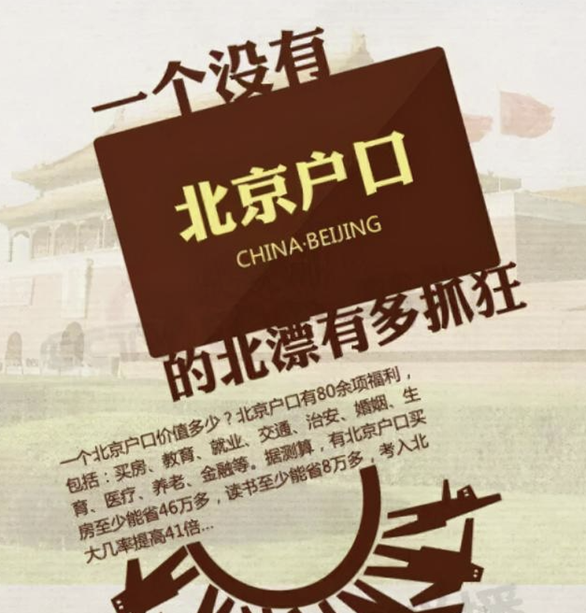 一个没有
北京户口
CHINA·BEIJING
的北漂有多抓狂
一个北京户口价值多少？北京户口有80余项福利，
包括：买房、教育、就业、交通、治安、婚姻、生
育、医疗、养老、金融等。据测算，有北京户口买
房至少能省46万多，读书至少能省8万多，考入北
大几率提高41倍...